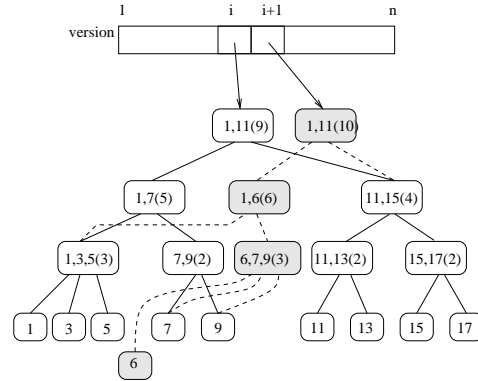 1 i i+1 n
version
1,11(9) 1,11(10)
1,7(5) 1,6(6) 11,15(4)
1,3,5(3) 7,9(2) 6,7,9(3) 11,13(2) 15,17(2)
1 3 5 7 9 11 13 15 17
6